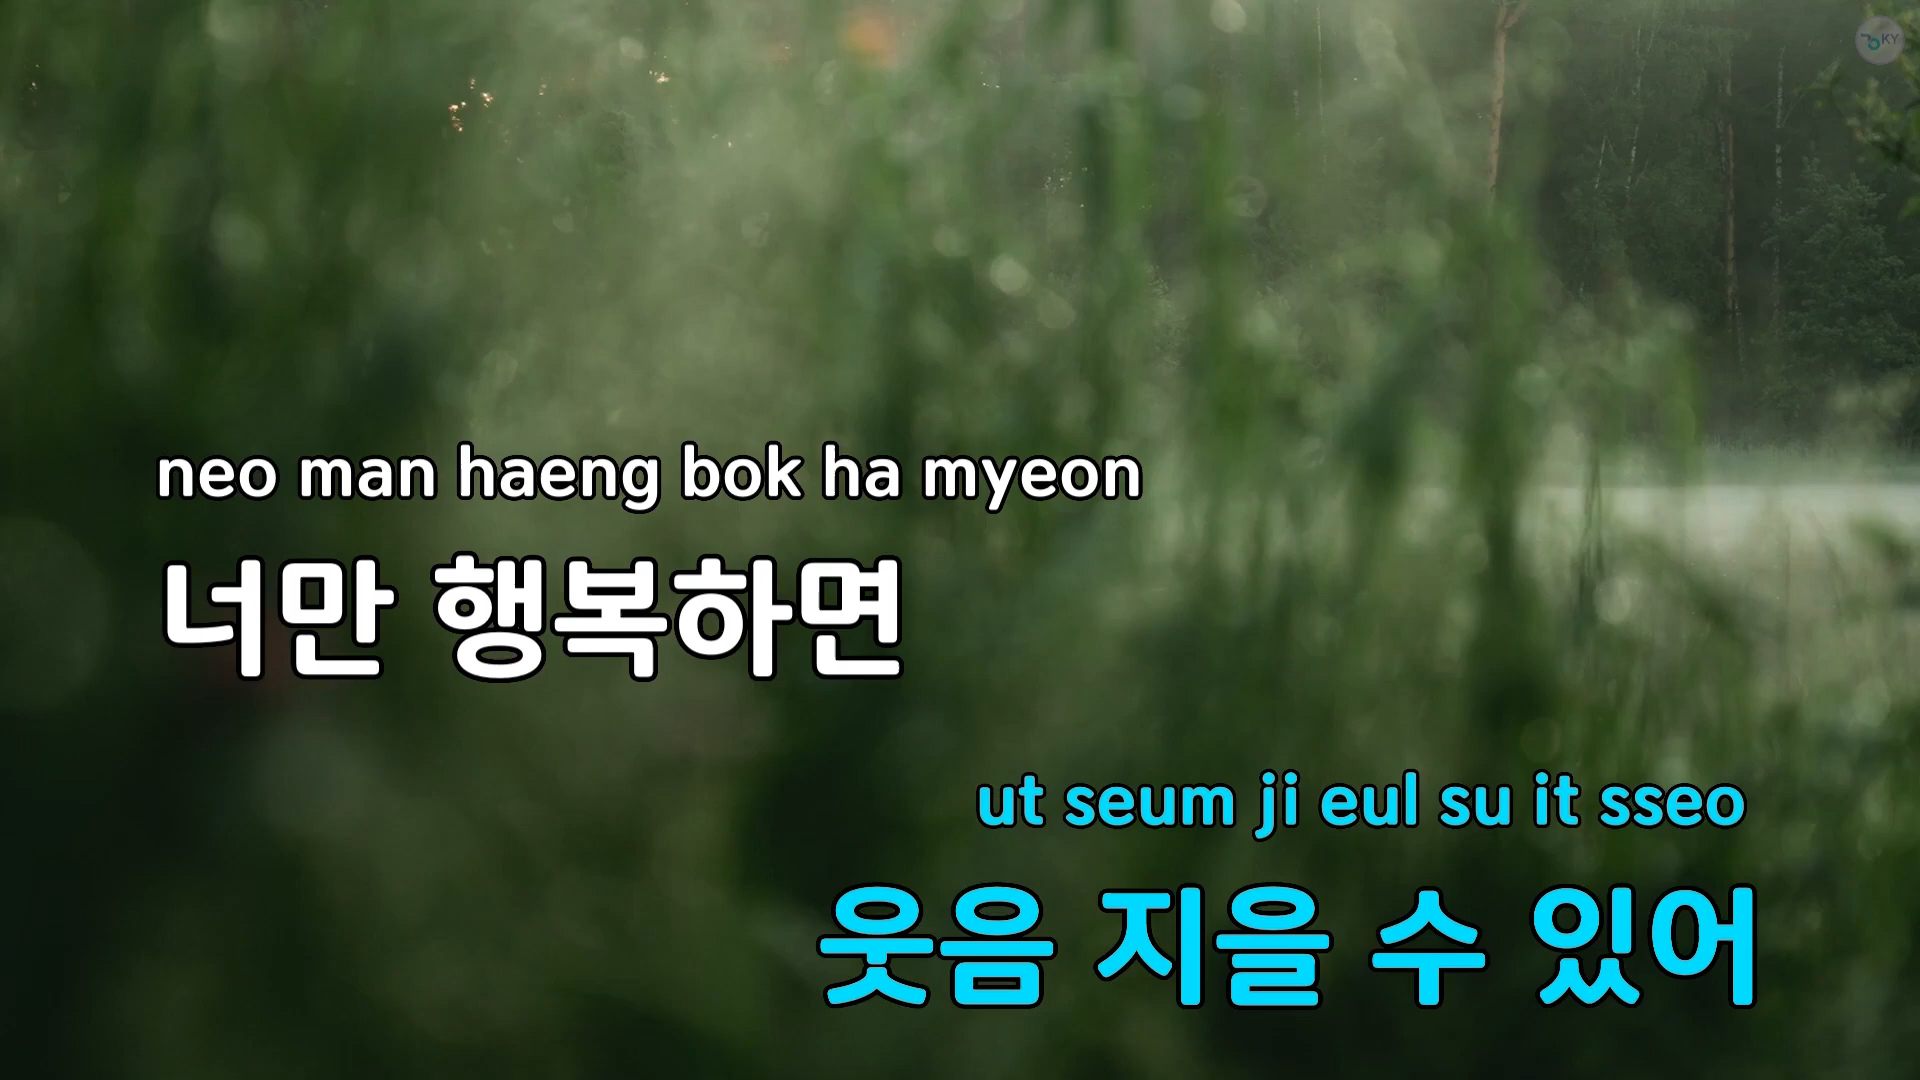 KY
neo man haeng bok ha myeon
너만 행복하면
ut seum ji eul su it sseo
웃음 지을 수 있어